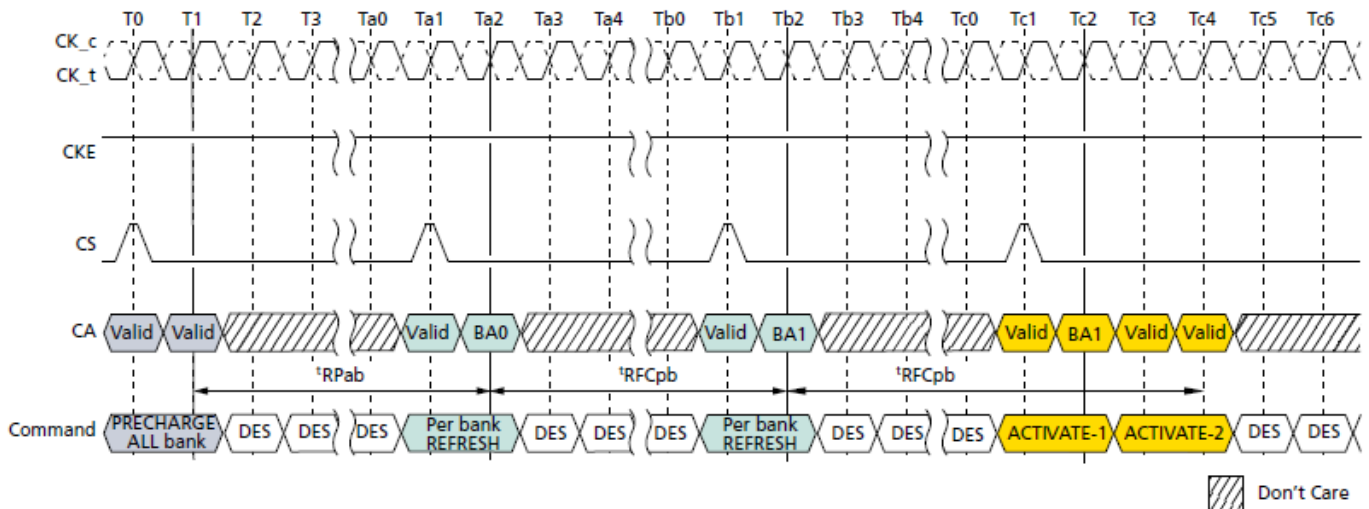 T0 T1 T2 T3 Ta0 Ta1 Ta2 Ta3 Ta4 Tb0 Tb1 Tb2 Tb3 Tb4 Tc0 Tc1 Tc2 Tc3 Tc4 Tc5 Tc6
CK_c
CK_t
CKE
CS
CA Valid Valid Valid BA0 Valid BA1 Valid BA1 Valid Valid
tRPab tRFCpb tRFCpb
Command PRECHARGE ALL bank DES DES DES Per bank REFRESH DES DES DES Per bank REFRESH DES DES DES ACTIVATE-1 ACTIVATE-2 DES DES
Don't Care